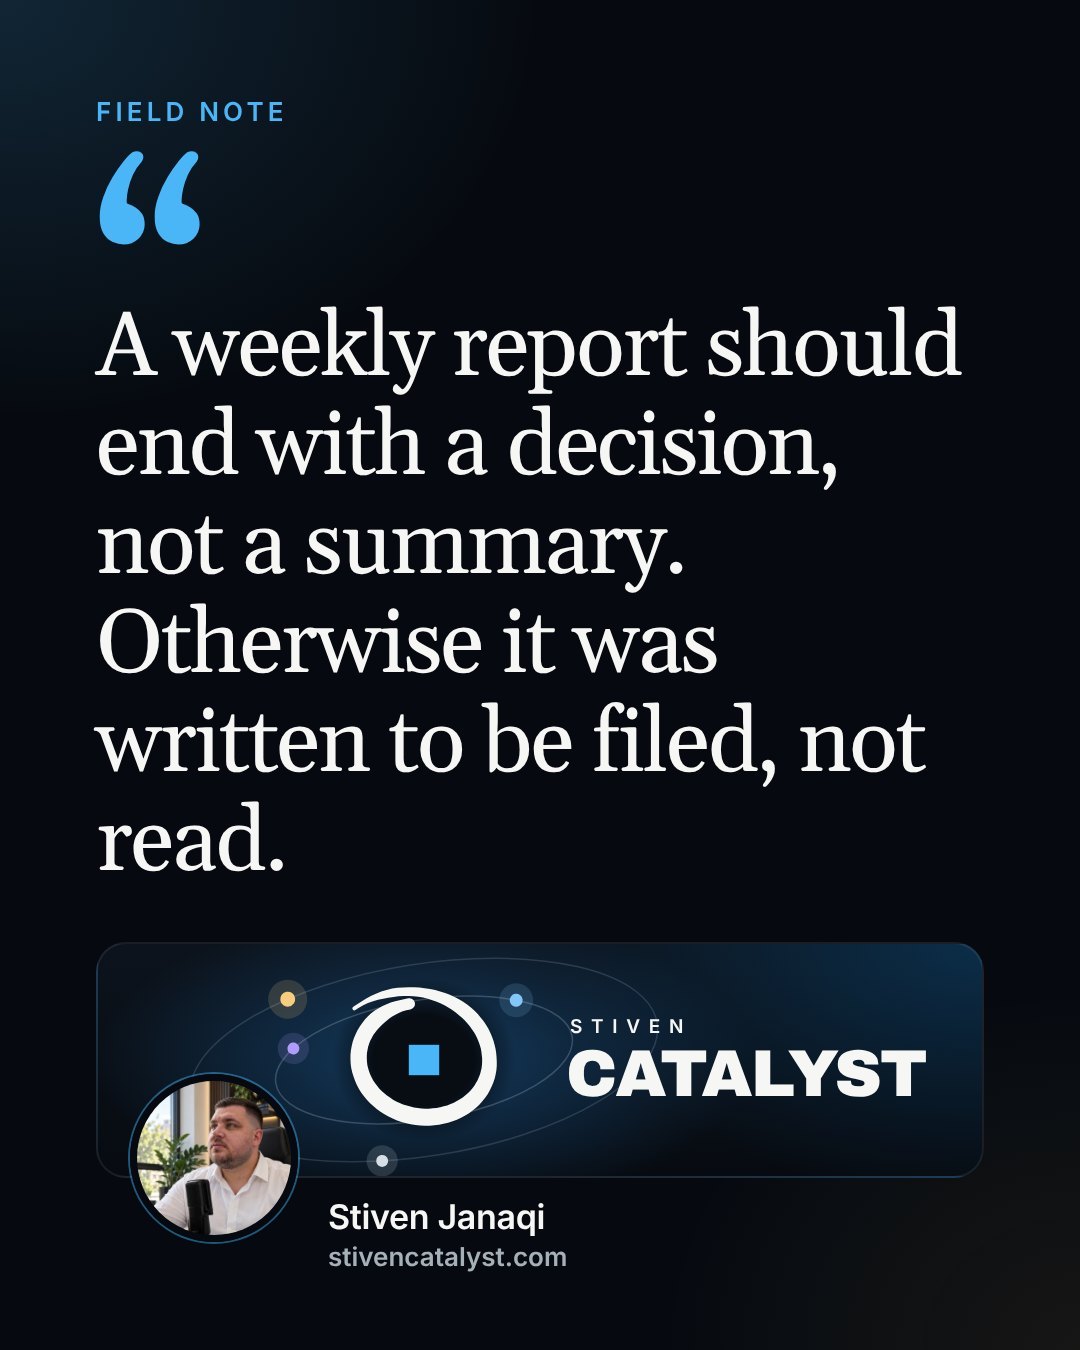 FIELD NOTE
“
A weekly report should
end with a decision,
not a summary.
Otherwise it was
written to be filed, not
read.
STIVEN
CATALYST
Stiven Janaqi
stivencatalyst.com